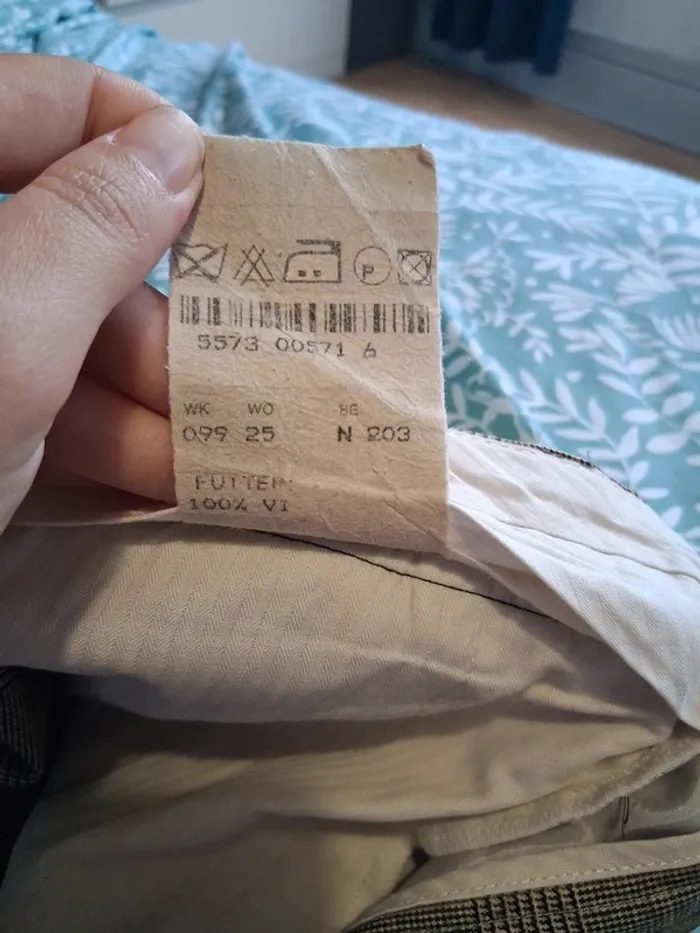 P
5573 00571 6
WK WO BE
099 25 N 203
FUTTER:
100% VI